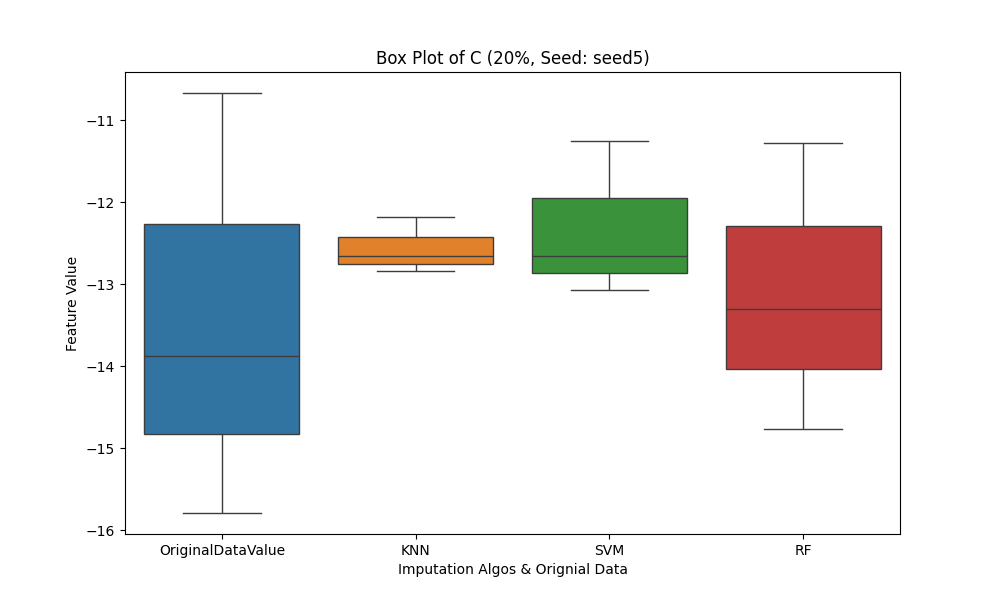 Box Plot of C (20%, Seed: seed5)
Feature Value
−11
−12
−13
−14
−15
−16
OriginalDataValue
KNN
SVM
RF
Imputation Algos & Orignial Data